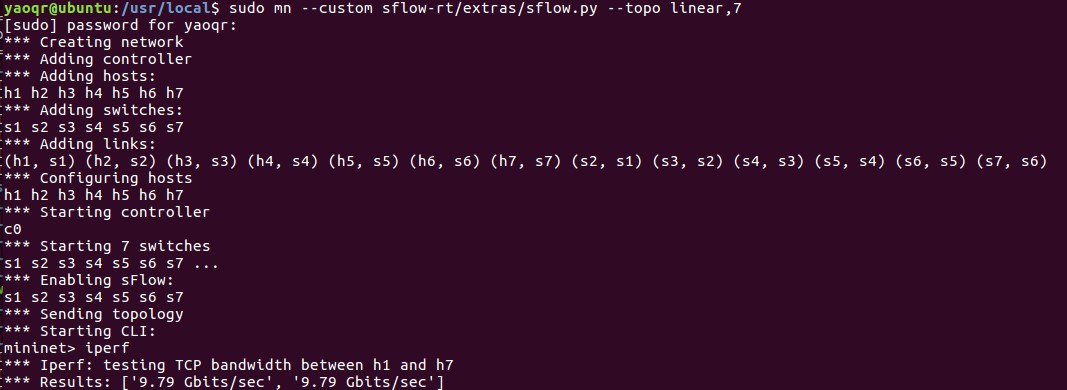 yaoqr@ubuntu:/usr/local$ sudo mn --custom sflow-rt/extras/sflow.py --topo linear,7
[sudo] password for yaoqr:
*** Creating network
*** Adding controller
*** Adding hosts:
h1 h2 h3 h4 h5 h6 h7
*** Adding switches:
s1 s2 s3 s4 s5 s6 s7
*** Adding links:
(h1, s1) (h2, s2) (h3, s3) (h4, s4) (h5, s5) (h6, s6) (h7, s7) (s2, s1) (s3, s2) (s4, s3) (s5, s4) (s6, s5) (s7, s6)
*** Configuring hosts
h1 h2 h3 h4 h5 h6 h7
*** Starting controller
c0
*** Starting 7 switches
s1 s2 s3 s4 s5 s6 s7 ...
*** Enabling sFlow:
s1 s2 s3 s4 s5 s6 s7
*** Sending topology
*** Starting CLI:
mininet> iperf
*** Iperf: testing TCP bandwidth between h1 and h7
*** Results: ['9.79 Gbits/sec', '9.79 Gbits/sec']